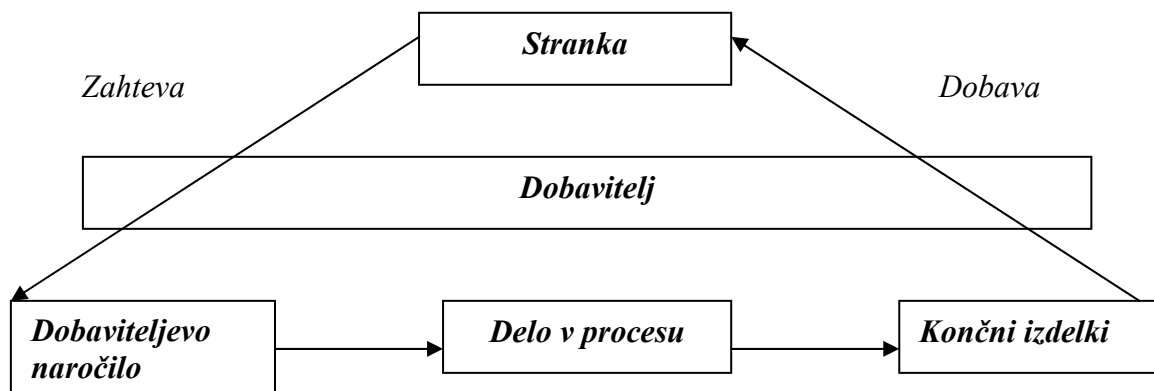 Stranka
Zahteva
Dobava
Dobavitelj
Dobaviteljevo
naročilo
Delo v procesu
Končni izdelki